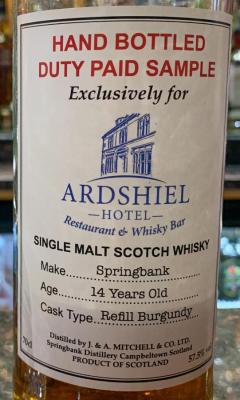 HAND BOTTLED
DUTY PAID SAMPLE
Exclusively for
ARDSHIEL
—HOTEL—
Restaurant & Whisky Bar
SINGLE MALT SCOTCH WHISKY
Make......Springbank......
Age......14 Years Old......
Cask Type..Refill Burgundy..
Distilled by J. & A. MITCHELL & CO. LTD.
Springbank Distillery Campbeltown Scotland
70cl PRODUCT OF SCOTLAND 57.5%